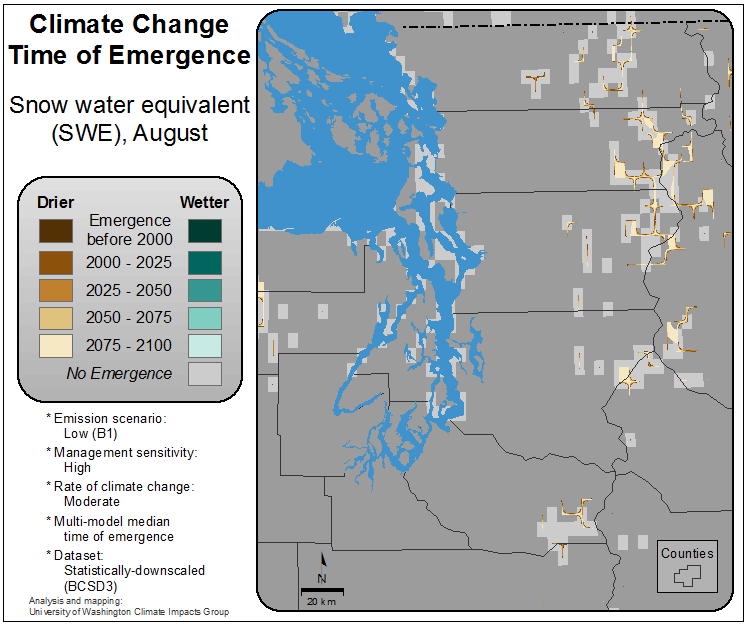 Climate Change
Time of Emergence
Snow water equivalent
(SWE), August
Drier
Wetter
Emergence
before 2000
2000 - 2025
2025 - 2050
2050 - 2075
2075 - 2100
No Emergence
* Emission scenario:
Low (B1)
* Management sensitivity:
High
* Rate of climate change:
Moderate
* Multi-model median
time of emergence
* Dataset:
Statistically-downscaled
(BCSD3)
Analysis and mapping:
University of Washington Climate Impacts Group
N
20 km
Counties